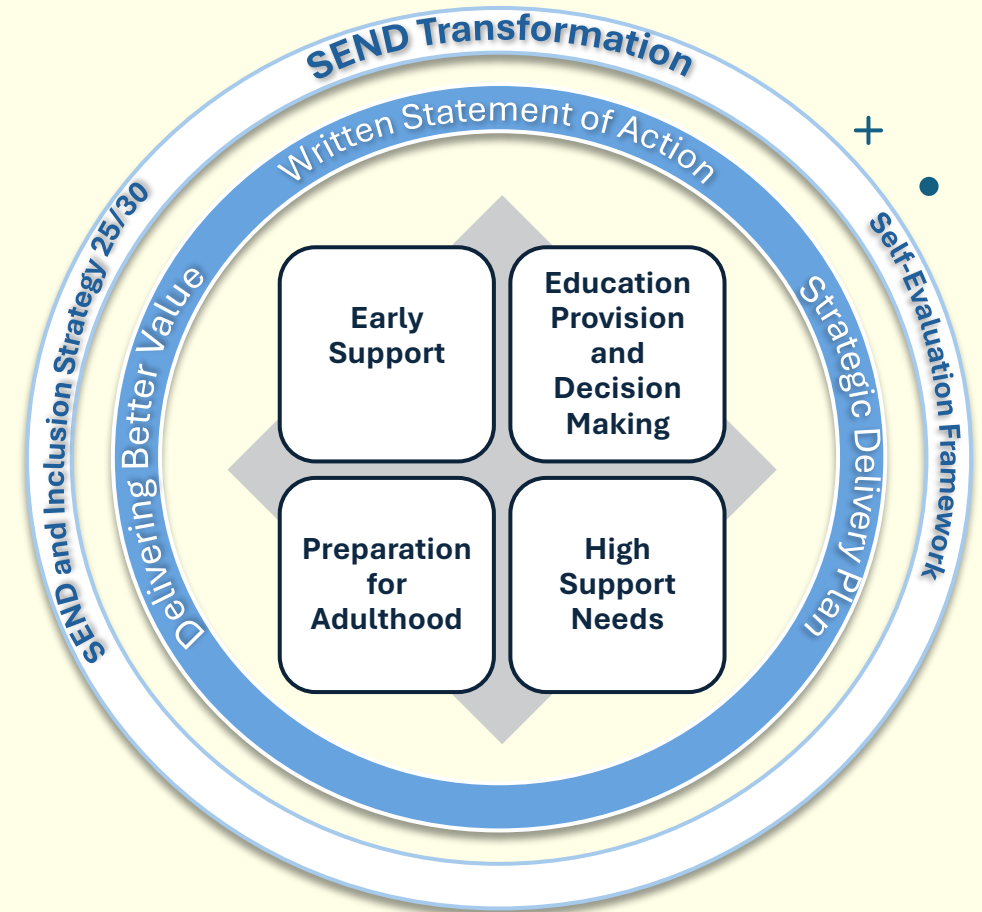 SEND Transformation
SEND and Inclusion Strategy 25/30
Self-Evaluation Framework
Written Statement of Action
Delivering Better Value
Strategic Delivery Plan
Early
Support
Education
Provision
and
Decision
Making
Preparation
for
Adulthood
High
Support
Needs